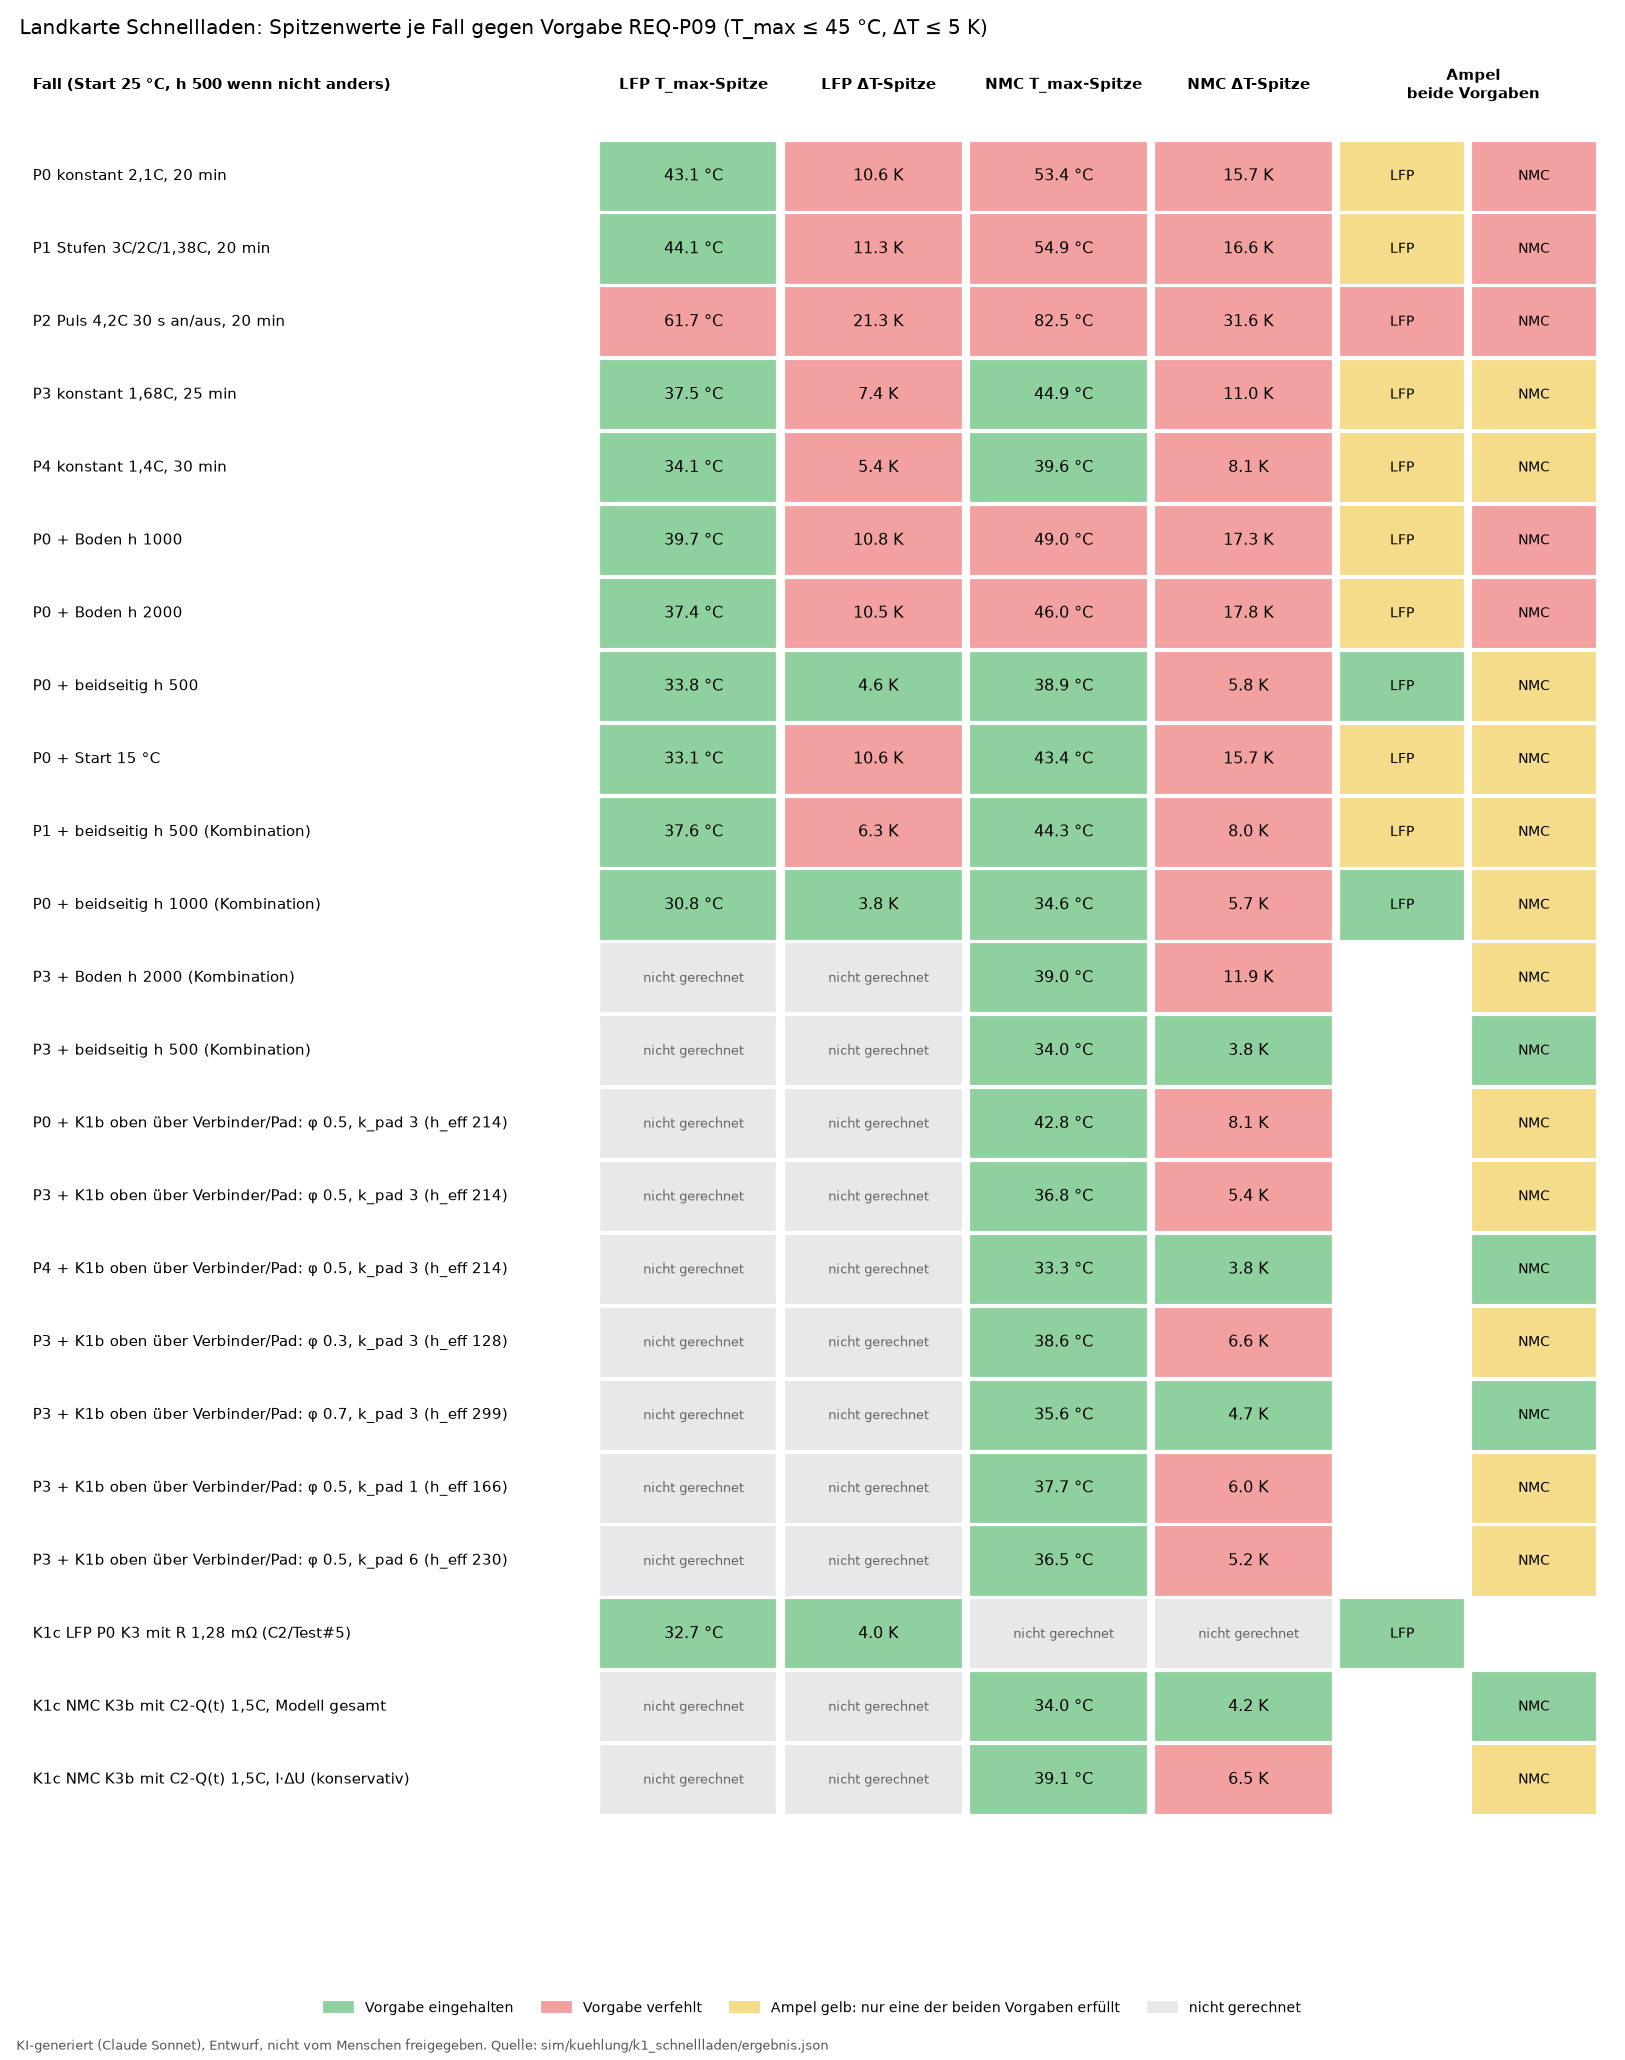 Landkarte Schnellladen: Spitzenwerte je Fall gegen Vorgabe REQ-P09 (T_max ≤ 45 °C, ΔT ≤ 5 K)
Fall (Start 25 °C, h 500 wenn nicht anders) LFP T_max-Spitze LFP ΔT-Spitze NMC T_max-Spitze NMC ΔT-Spitze Ampel
beide Vorgaben
P0 konstant 2,1C, 20 min 43.1 °C 10.6 K 53.4 °C 15.7 K LFP NMC
P1 Stufen 3C/2C/1,38C, 20 min 44.1 °C 11.3 K 54.9 °C 16.6 K LFP NMC
P2 Puls 4,2C 30 s an/aus, 20 min 61.7 °C 21.3 K 82.5 °C 31.6 K LFP NMC
P3 konstant 1,68C, 25 min 37.5 °C 7.4 K 44.9 °C 11.0 K LFP NMC
P4 konstant 1,4C, 30 min 34.1 °C 5.4 K 39.6 °C 8.1 K LFP NMC
P0 + Boden h 1000 39.7 °C 10.8 K 49.0 °C 17.3 K LFP NMC
P0 + Boden h 2000 37.4 °C 10.5 K 46.0 °C 17.8 K LFP NMC
P0 + beidseitig h 500 33.8 °C 4.6 K 38.9 °C 5.8 K LFP NMC
P0 + Start 15 °C 33.1 °C 10.6 K 43.4 °C 15.7 K LFP NMC
P1 + beidseitig h 500 (Kombination) 37.6 °C 6.3 K 44.3 °C 8.0 K LFP NMC
P0 + beidseitig h 1000 (Kombination) 30.8 °C 3.8 K 34.6 °C 5.7 K LFP NMC
P3 + Boden h 2000 (Kombination) nicht gerechnet nicht gerechnet 39.0 °C 11.9 K NMC
P3 + beidseitig h 500 (Kombination) nicht gerechnet nicht gerechnet 34.0 °C 3.8 K NMC
P0 + K1b oben über Verbinder/Pad: φ 0.5, k_pad 3 (h_eff 214) nicht gerechnet nicht gerechnet 42.8 °C 8.1 K NMC
P3 + K1b oben über Verbinder/Pad: φ 0.5, k_pad 3 (h_eff 214) nicht gerechnet nicht gerechnet 36.8 °C 5.4 K NMC
P4 + K1b oben über Verbinder/Pad: φ 0.5, k_pad 3 (h_eff 214) nicht gerechnet nicht gerechnet 33.3 °C 3.8 K NMC
P3 + K1b oben über Verbinder/Pad: φ 0.3, k_pad 3 (h_eff 128) nicht gerechnet nicht gerechnet 38.6 °C 6.6 K NMC
P3 + K1b oben über Verbinder/Pad: φ 0.7, k_pad 3 (h_eff 299) nicht gerechnet nicht gerechnet 35.6 °C 4.7 K NMC
P3 + K1b oben über Verbinder/Pad: φ 0.5, k_pad 1 (h_eff 166) nicht gerechnet nicht gerechnet 37.7 °C 6.0 K NMC
P3 + K1b oben über Verbinder/Pad: φ 0.5, k_pad 6 (h_eff 230) nicht gerechnet nicht gerechnet 36.5 °C 5.2 K NMC
K1c LFP P0 K3 mit R 1,28 mΩ (C2/Test#5) 32.7 °C 4.0 K nicht gerechnet nicht gerechnet LFP
K1c NMC K3b mit C2-Q(t) 1,5C, Modell gesamt nicht gerechnet nicht gerechnet 34.0 °C 4.2 K NMC
K1c NMC K3b mit C2-Q(t) 1,5C, I·ΔU (konservativ) nicht gerechnet nicht gerechnet 39.1 °C 6.5 K NMC
Vorgabe eingehalten Vorgabe verfehlt Ampel gelb: nur eine der beiden Vorgaben erfüllt nicht gerechnet
KI-generiert (Claude Sonnet), Entwurf, nicht vom Menschen freigegeben. Quelle: sim/kuehlung/k1_schnellladen/ergebnis.json